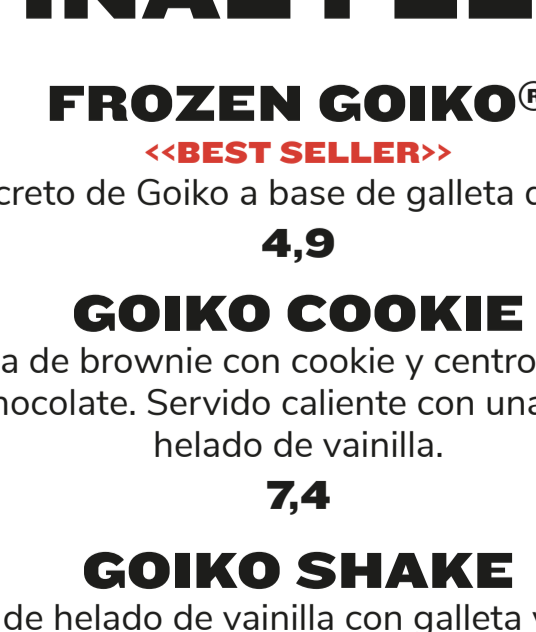 FROZEN GOIKO®
<<BEST SELLER>>
creto de Goiko a base de galleta
4,9
GOIKO COOKIE
a de brownie con cookie y centro
hocolate. Servido caliente con una
helado de vainilla.
7,4
GOIKO SHAKE
de helado de vainilla con galleta y